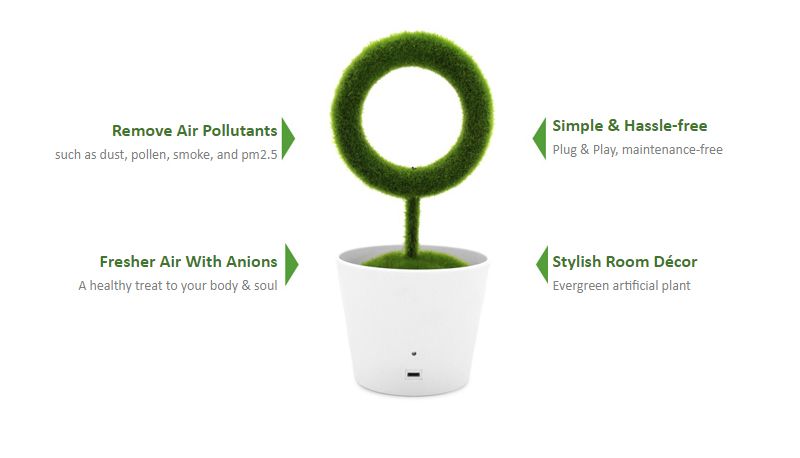 Remove Air Pollutants
such as dust, pollen, smoke, and pm2.5
Simple & Hassle-free
Plug & Play, maintenance-free
Fresher Air With Anions
A healthy treat to your body & soul
Stylish Room Décor
Evergreen artificial plant